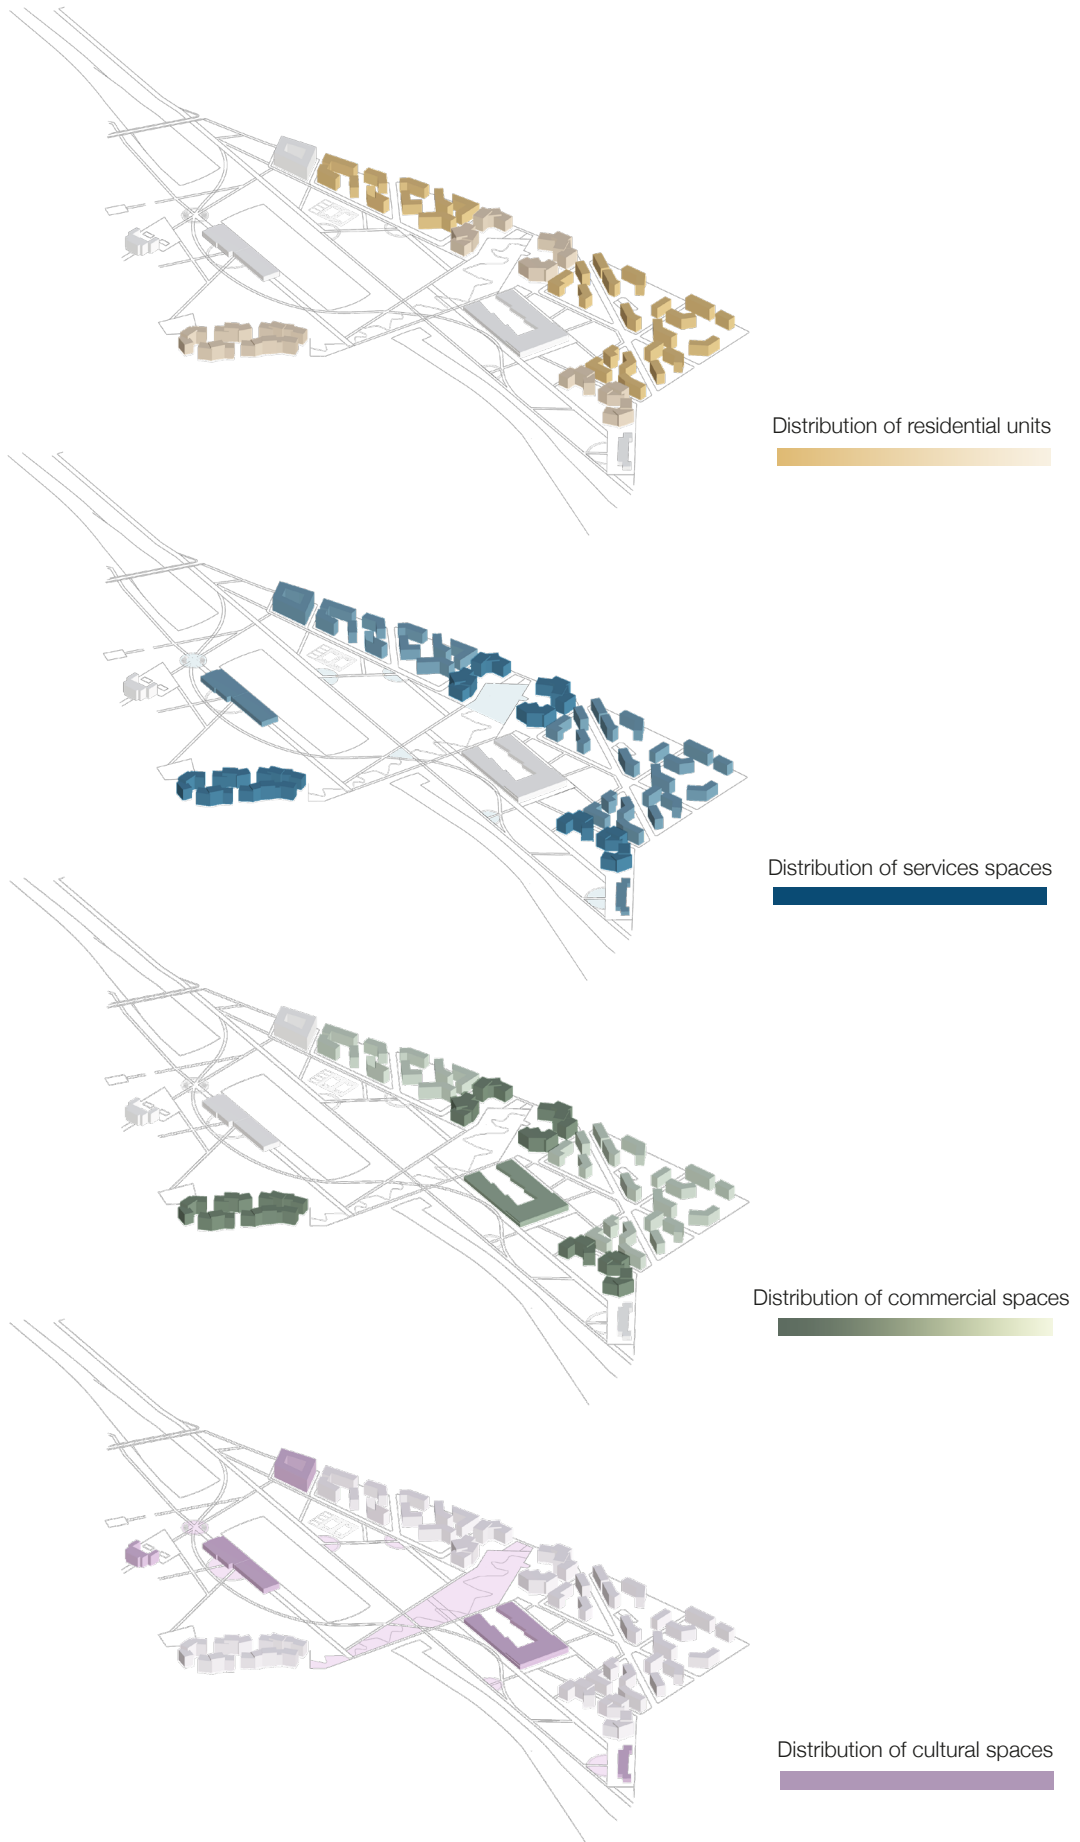 Distribution of residential units
Distribution of services spaces
Distribution of commercial spaces
Distribution of cultural spaces